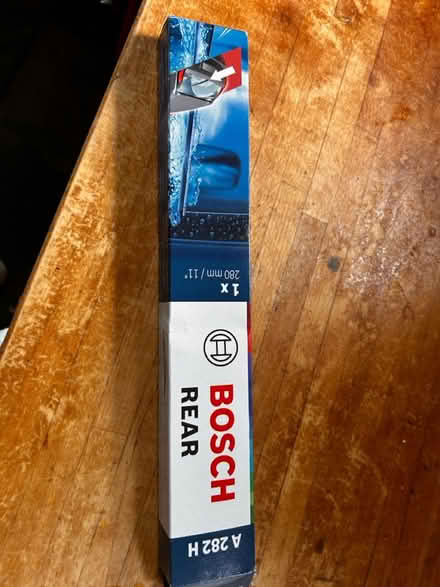 BOSCH
REAR
1 x
280 mm / 11"
A 282 H